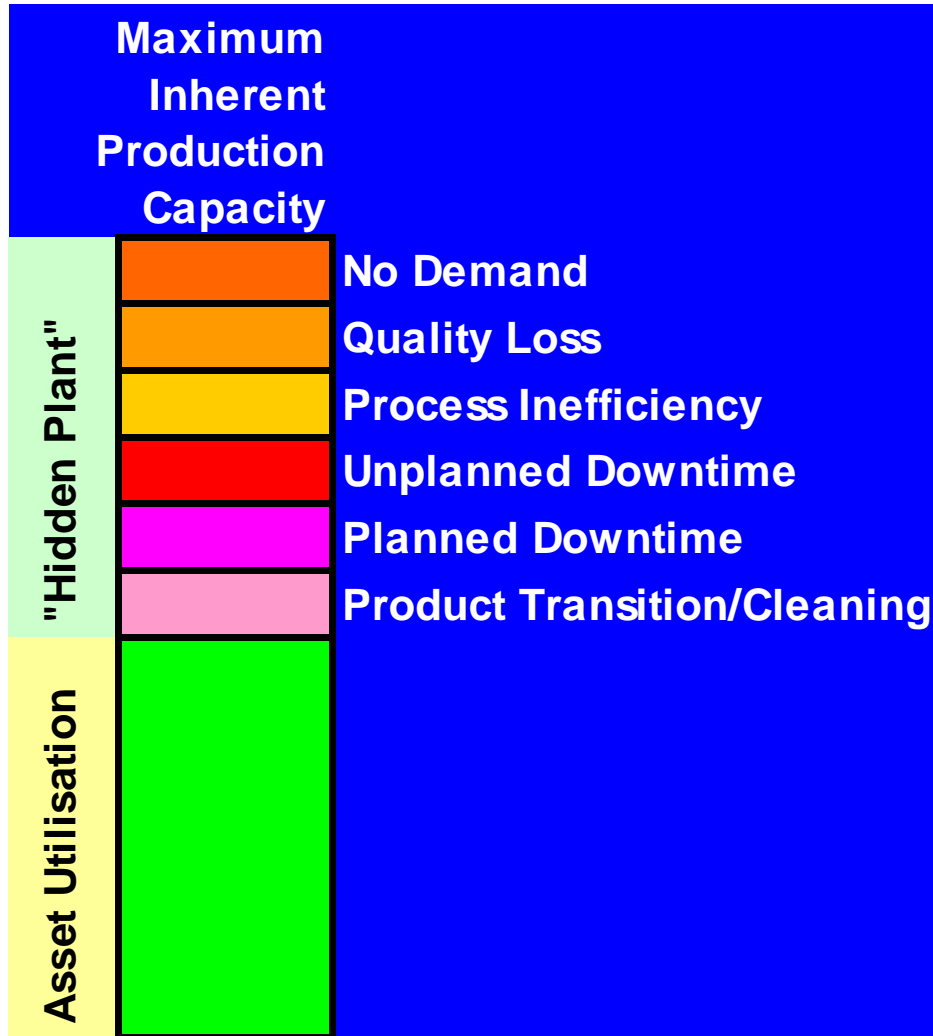 Maximum
Inherent
Production
Capacity
"Hidden Plant"
No Demand
Quality Loss
Process Inefficiency
Unplanned Downtime
Planned Downtime
Product Transition/Cleaning
Asset Utilisation